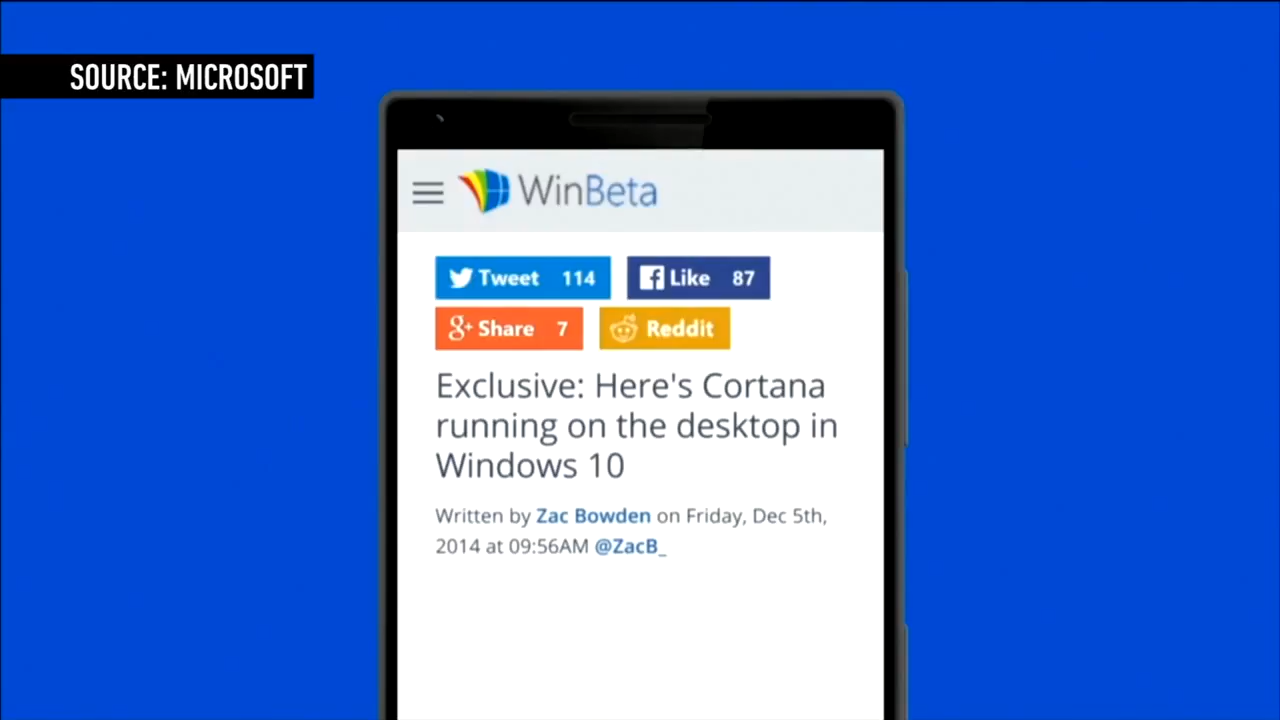 SOURCE: MICROSOFT
WinBeta
Tweet 114
Like 87
g+ Share 7
Reddit
Exclusive: Here's Cortana
running on the desktop in
Windows 10
Written by Zac Bowden on Friday, Dec 5th,
2014 at 09:56AM @ZacB_